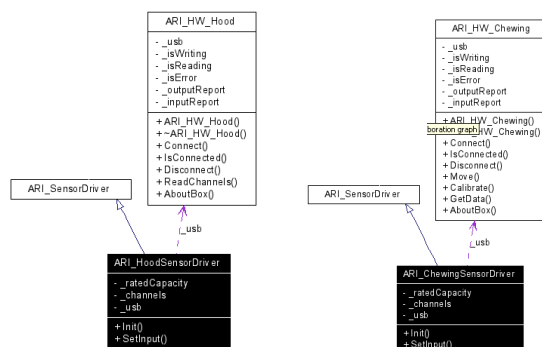 ARI_HW_Hood
- _usb
- _isWriting
- _isReading
- _isError
- _outputReport
- _inputReport
+ ARI_HW_Hood()
+ ~ARI_HW_Hood()
+ Connect()
+ IsConnected()
+ Disconnect()
+ ReadChannels()
+ AboutBox()
ARI_SensorDriver
_usb
ARI_HoodSensorDriver
- _ratedCapacity
- _channels
- _usb
+ Init()
+ SetInput()
ARI_HW_Chewing
- _usb
- _isWriting
- _isReading
- _isError
- _outputReport
- _inputReport
+ ARI_HW_Chewing()
boration graph
HW_Chewing()
+ Connect()
+ IsConnected()
+ Disconnect()
+ Move()
+ Calibrate()
+ GetData()
+ AboutBox()
ARI_SensorDriver
_usb
ARI_ChewingSensorDriver
- _ratedCapacity
- _channels
- _usb
+ Init()
+ SetInput()